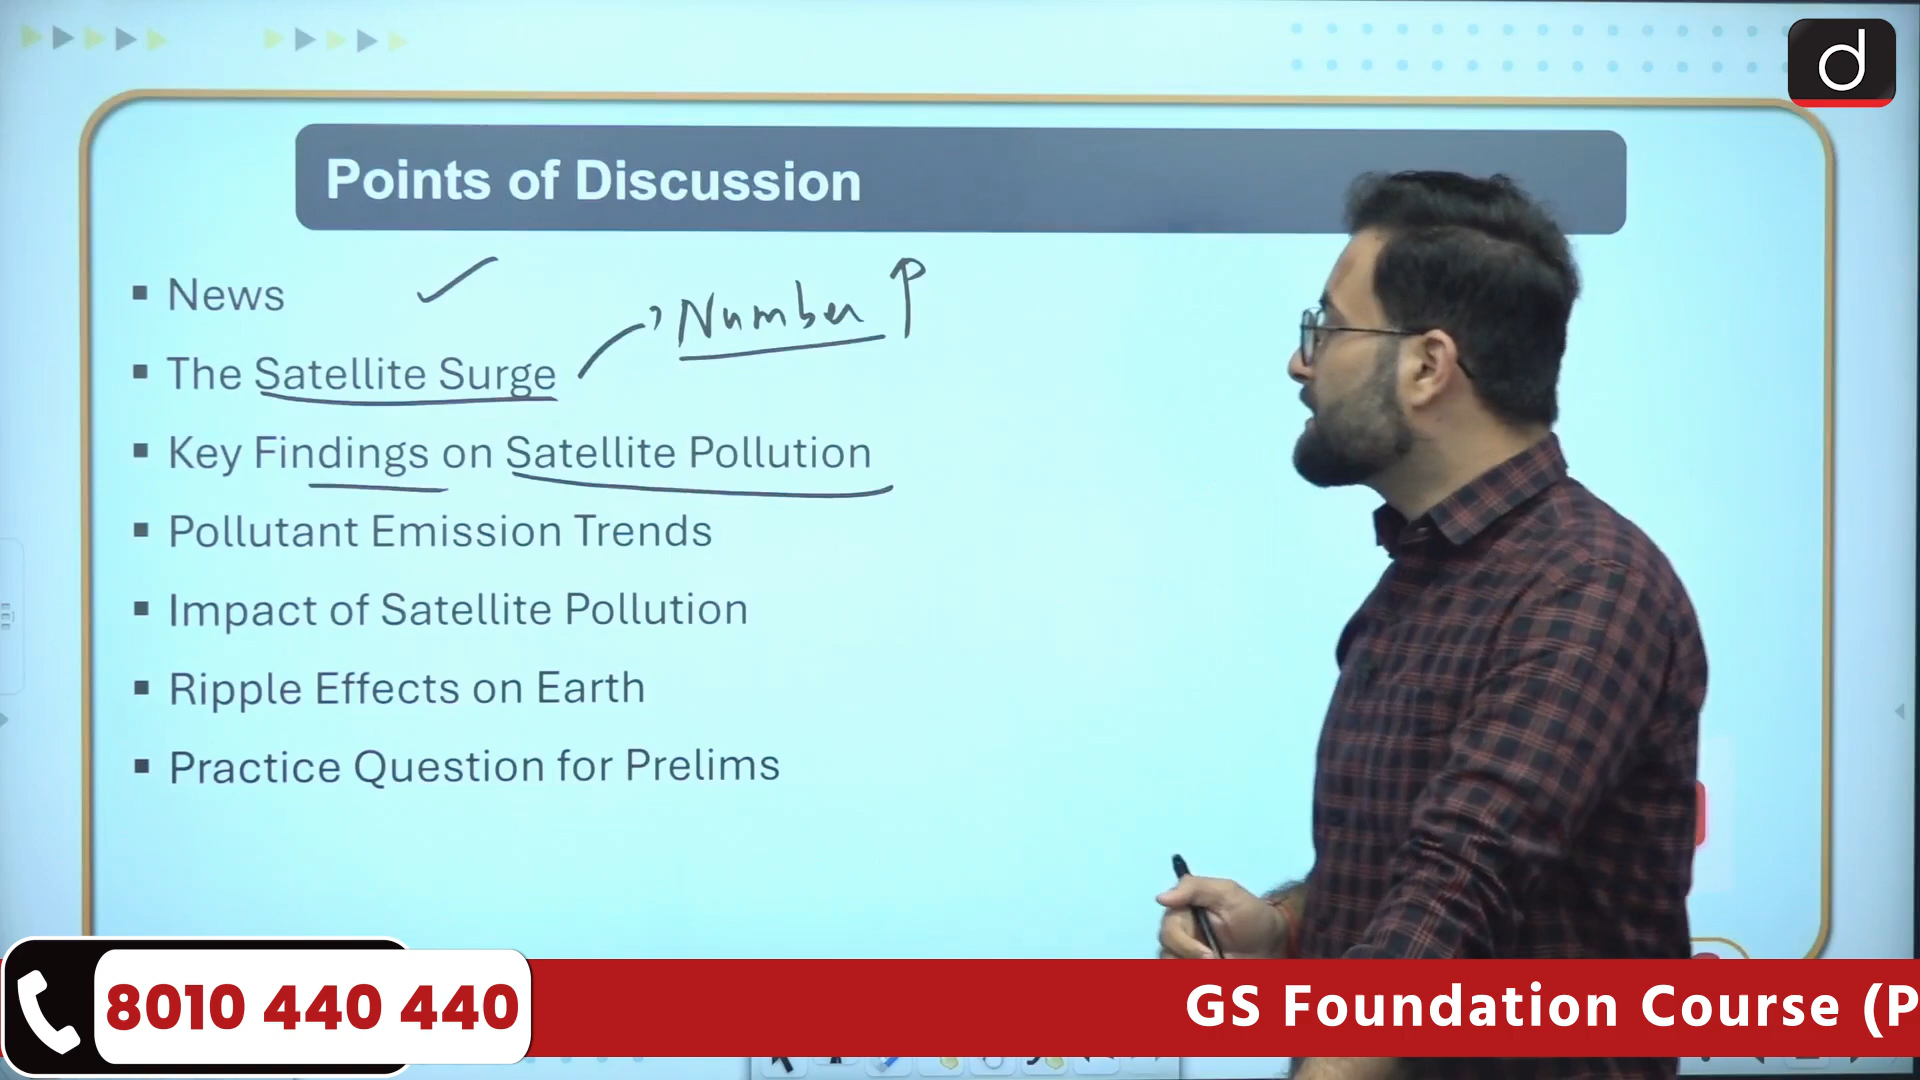 d
Points of Discussion
▪ News ✓
Number ↑
▪ The Satellite Surge
▪ Key Findings on Satellite Pollution
▪ Pollutant Emission Trends
▪ Impact of Satellite Pollution
▪ Ripple Effects on Earth
▪ Practice Question for Prelims
8010 440 440
GS Foundation Course (P